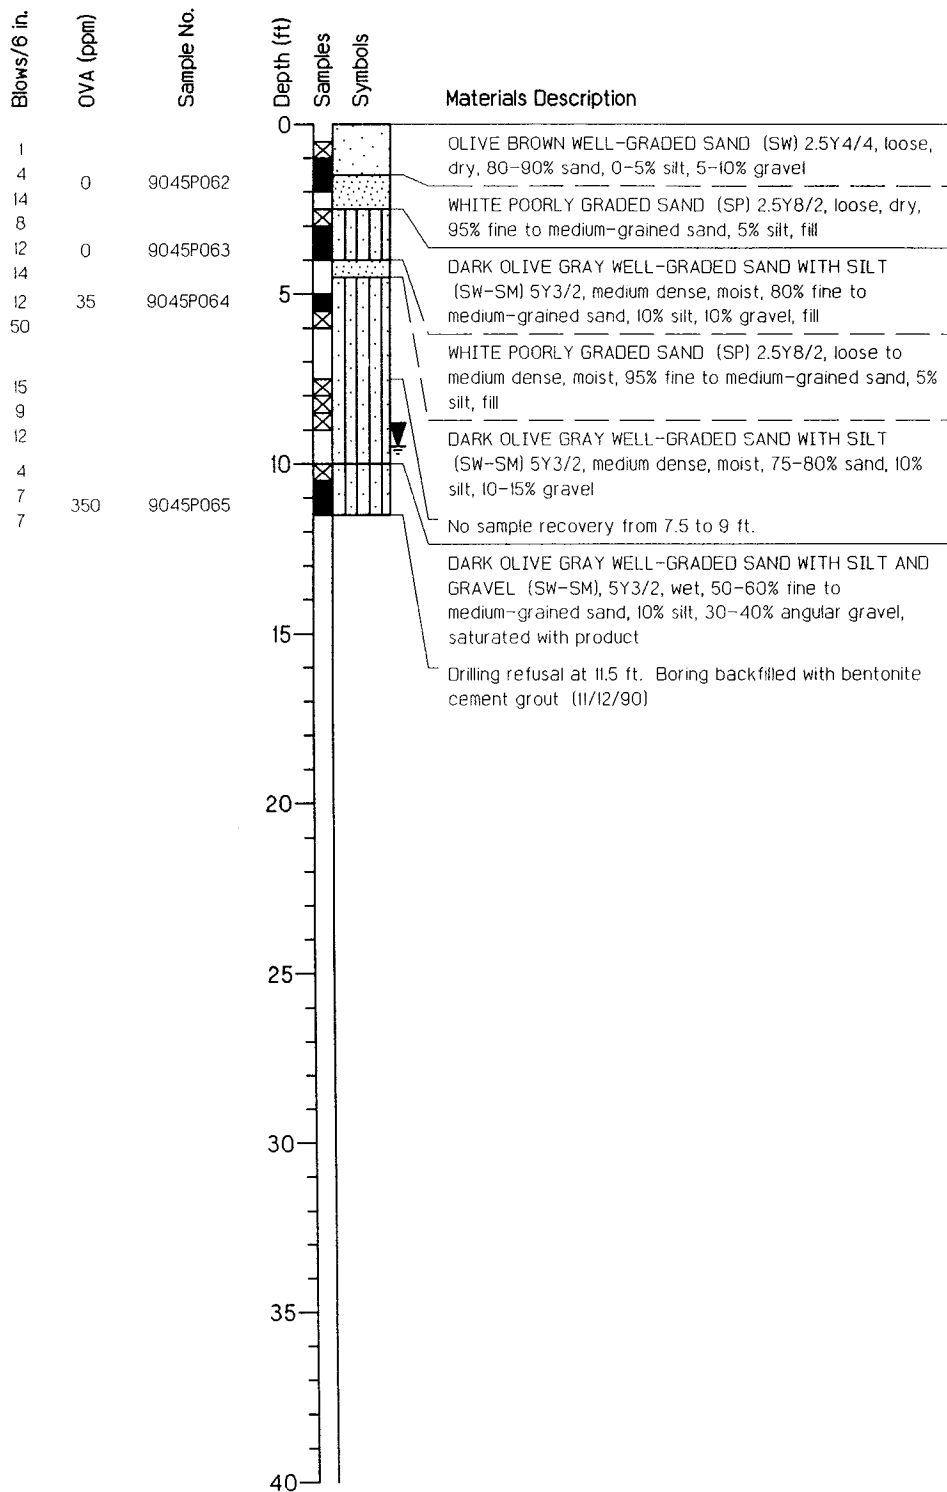 Blows/6 in.
OVA (ppm)
Sample No.
Depth (ft)
Samples
Symbols
Materials Description
0
OLIVE BROWN WELL-GRADED SAND (SW) 2.5Y4/4, loose,
dry, 80-90% sand, 0-5% silt, 5-10% gravel
1
4
0 9045P062
14
WHITE POORLY GRADED SAND (SP) 2.5Y8/2, loose, dry,
95% fine to medium-grained sand, 5% silt, fill
8
12 0 9045P063
14
DARK OLIVE GRAY WELL-GRADED SAND WITH SILT
(SW-SM) 5Y3/2, medium dense, moist, 80% fine to
medium-grained sand, 10% silt, 10% gravel, fill
5
12 35 9045P064
50
WHITE POORLY GRADED SAND (SP) 2.5Y8/2, loose to
medium dense, moist, 95% fine to medium-grained sand, 5%
silt, fill
15
9
12
DARK OLIVE GRAY WELL-GRADED SAND WITH SILT
(SW-SM) 5Y3/2, medium dense, moist, 75-80% sand, 10%
silt, 10-15% gravel
10
4
7
350 9045P065
7
No sample recovery from 7.5 to 9 ft.
DARK OLIVE GRAY WELL-GRADED SAND WITH SILT AND
GRAVEL (SW-SM), 5Y3/2, wet, 50-60% fine to
medium-grained sand, 10% silt, 30-40% angular gravel,
saturated with product
15
Drilling refusal at 11.5 ft. Boring backfilled with bentonite
cement grout (11/12/90)
20
25
30
35
40